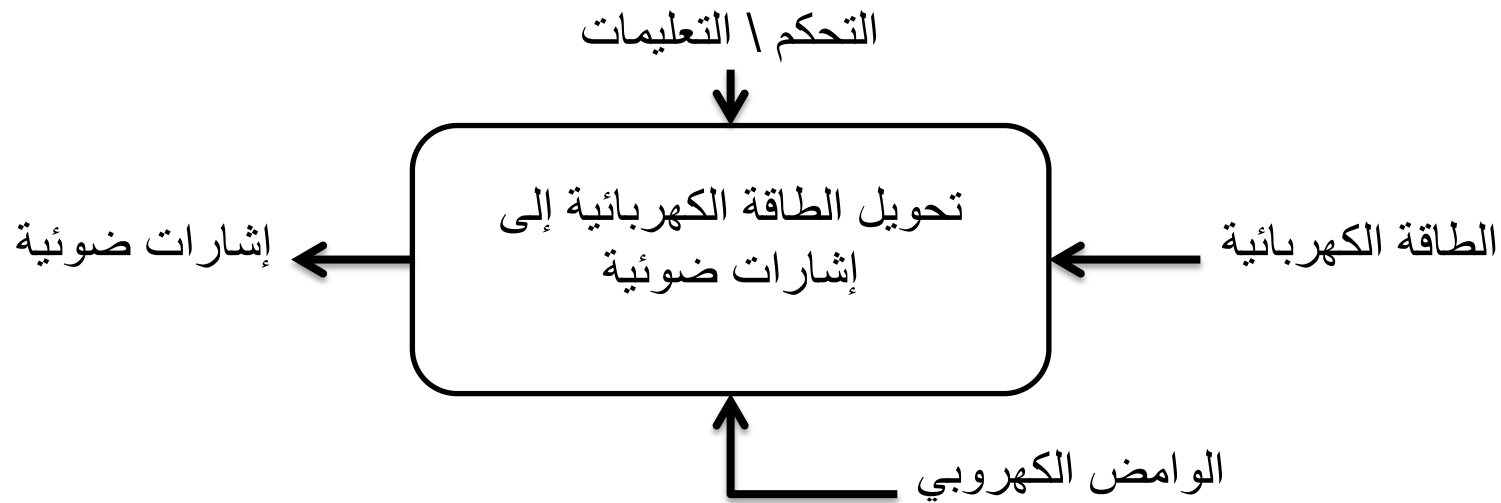 التحكم \ التعليمات
تحويل الطاقة الكهربائية إلى
إشارات ضوئية
الطاقة الكهربائية
إشارات ضوئية
الوامض الكهروبي